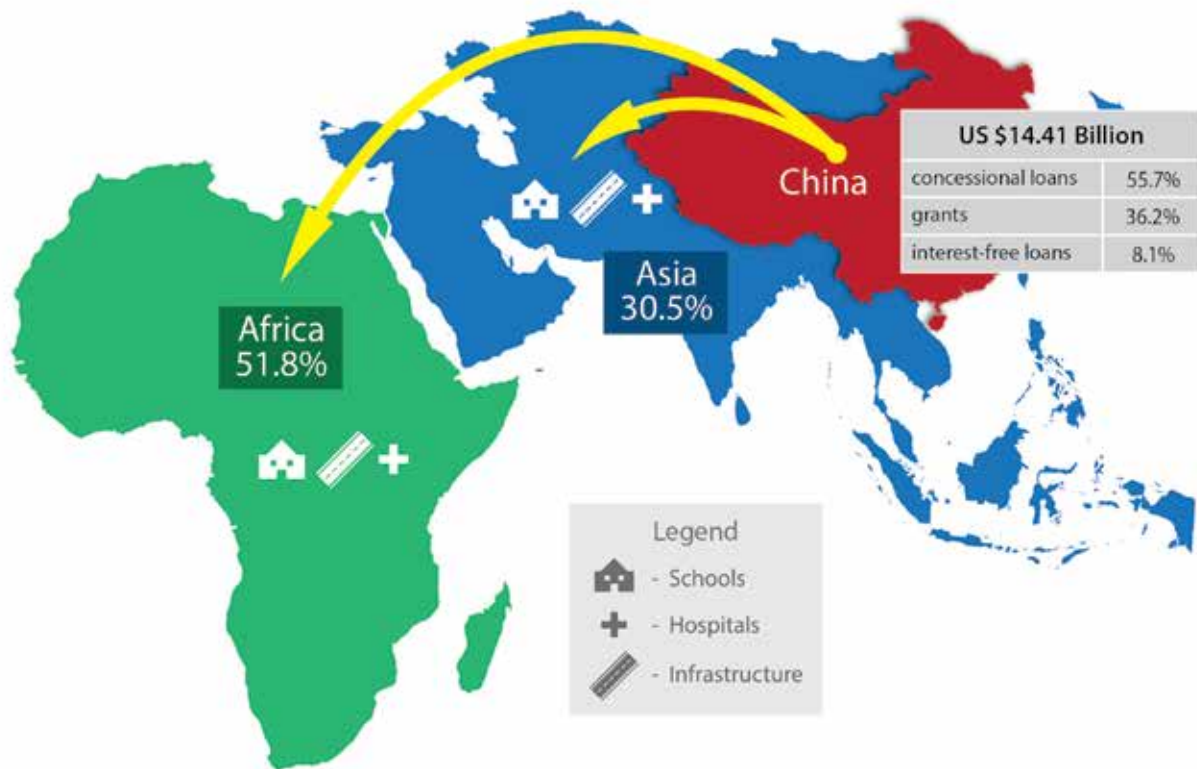 US $14.41 Billion
concessional loans 55.7%
grants 36.2%
interest-free loans 8.1%
China
Asia
30.5%
Africa
51.8%
Legend
- Schools
- Hospitals
- Infrastructure